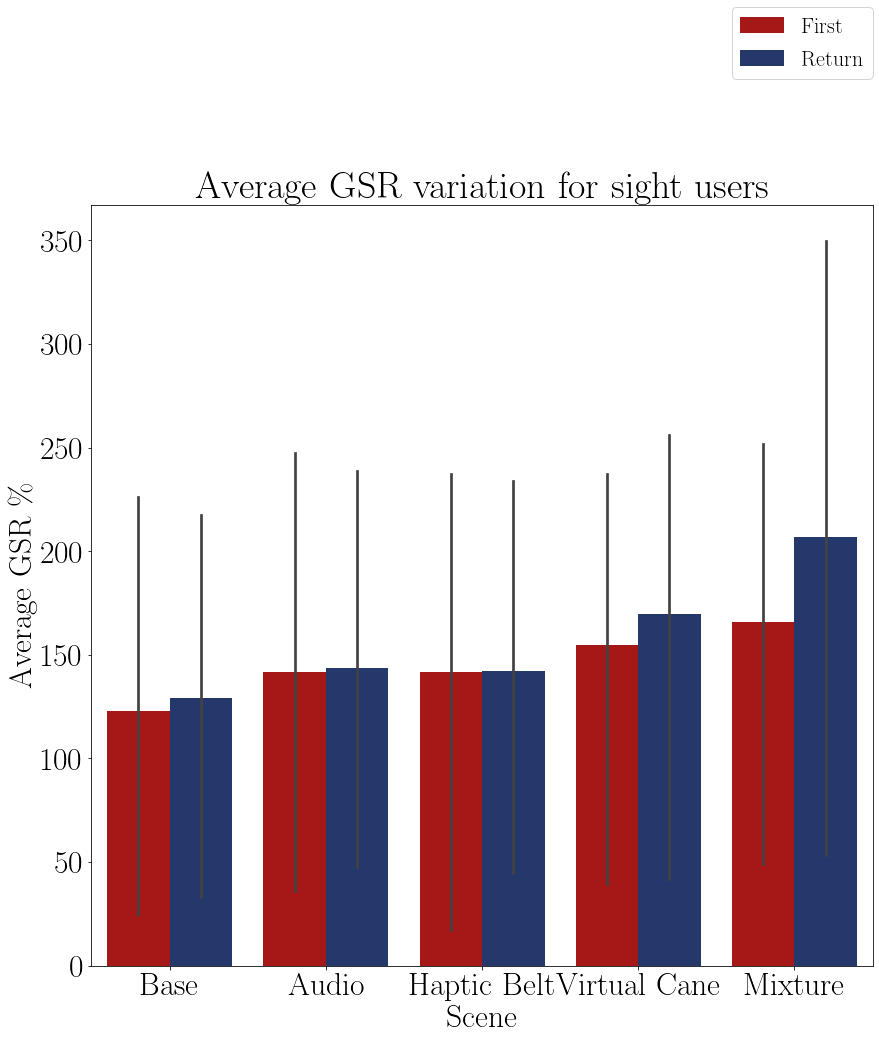 First
Return
Average GSR variation for sight users
Average GSR %
350
300
250
200
150
100
50
0
Base Audio Haptic Belt Virtual Cane Mixture
Scene